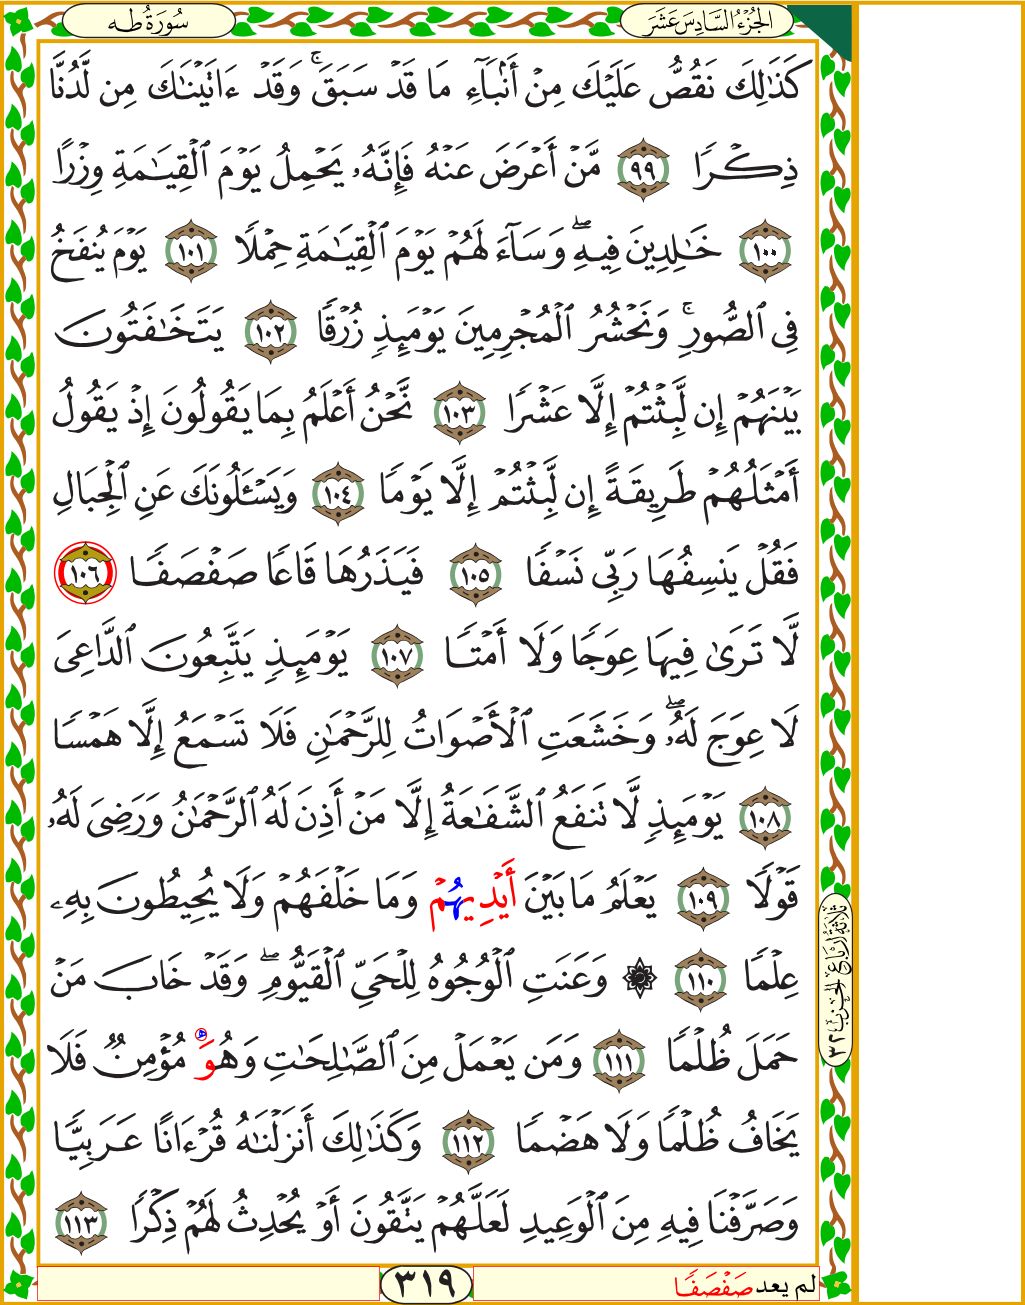 الجُزْءُ السَّادِسَ عَشَرَ
سُورَةُ طه
كَذَٰلِكَ نَقُصُّ عَلَيۡكَ مِنۡ أَنۢبَآءِ مَا قَدۡ سَبَقَۚ وَقَدۡ ءَاتَيۡنَٰكَ مِن لَّدُنَّا
ذِكۡرٗا ٩٩ مَّنۡ أَعۡرَضَ عَنۡهُ فَإِنَّهُۥ يَحۡمِلُ يَوۡمَ ٱلۡقِيَٰمَةِ وِزۡرًا
١٠٠ خَٰلِدِينَ فِيهِۖ وَسَآءَ لَهُمۡ يَوۡمَ ٱلۡقِيَٰمَةِ حِمۡلٗا ١٠١ يَوۡمَ يُنفَخُ
فِي ٱلصُّورِۚ وَنَحۡشُرُ ٱلۡمُجۡرِمِينَ يَوۡمَئِذٖ زُرۡقٗا ١٠٢ يَتَخَٰفَتُونَ
بَيۡنَهُمۡ إِن لَّبِثۡتُمۡ إِلَّا عَشۡرٗا ١٠٣ نَّحۡنُ أَعۡلَمُ بِمَا يَقُولُونَ إِذۡ يَقُولُ
أَمۡثَلُهُمۡ طَرِيقَةً إِن لَّبِثۡتُمۡ إِلَّا يَوۡمٗا ١٠٤ وَيَسۡـَٔلُونَكَ عَنِ ٱلۡجِبَالِ
فَقُلۡ يَنسِفُهَا رَبِّي نَسۡفٗا ١٠٥ فَيَذَرُهَا قَاعٗا صَفۡصَفٗا ١٠٦
لَّا تَرَىٰ فِيهَا عِوَجٗا وَلَآ أَمۡتٗا ١٠٧ يَوۡمَئِذٖ يَتَّبِعُونَ ٱلدَّاعِيَ
لَا عِوَجَ لَهُۥۖ وَخَشَعَتِ ٱلۡأَصۡوَاتُ لِلرَّحۡمَٰنِ فَلَا تَسۡمَعُ إِلَّا هَمۡسٗا
١٠٨ يَوۡمَئِذٖ لَّا تَنفَعُ ٱلشَّفَٰعَةُ إِلَّا مَنۡ أَذِنَ لَهُ ٱلرَّحۡمَٰنُ وَرَضِيَ لَهُۥ
قَوۡلٗا ١٠٩ يَعۡلَمُ مَا بَيۡنَ أَيۡدِيهُمۡ وَمَا خَلۡفَهُمۡ وَلَا يُحِيطُونَ بِهِۦ
عِلۡمٗا ١١٠ ۞ وَعَنَتِ ٱلۡوُجُوهُ لِلۡحَيِّ ٱلۡقَيُّومِۖ وَقَدۡ خَابَ مَنۡ
حَمَلَ ظُلۡمٗا ١١١ وَمَن يَعۡمَلۡ مِنَ ٱلصَّٰلِحَٰتِ وَهُوَ مُؤۡمِنٞ فَلَا
يَخَافُ ظُلۡمٗا وَلَا هَضۡمٗا ١١٢ وَكَذَٰلِكَ أَنزَلۡنَٰهُ قُرۡءَانًا عَرَبِيّٗا
وَصَرَّفۡنَا فِيهِ مِنَ ٱلۡوَعِيدِ لَعَلَّهُمۡ يَتَّقُونَ أَوۡ يُحۡدِثُ لَهُمۡ ذِكۡرٗا ١١٣
ثلاثة أرباع الحزب ٣٢
لم يعد صَفۡصَفٗا
٣١٩